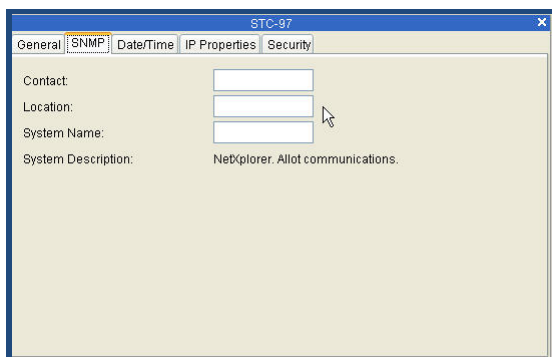 STC-97
General SNMP Date/Time IP Properties Security
Contact:
Location:
System Name:
System Description: NetXplorer. Allot communications.